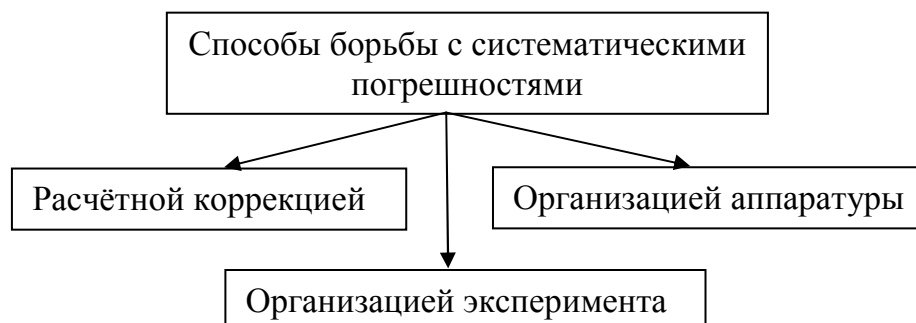 Способы борьбы с систематическими
погрешностями
Расчётной коррекцией
Организацией аппаратуры
Организацией эксперимента